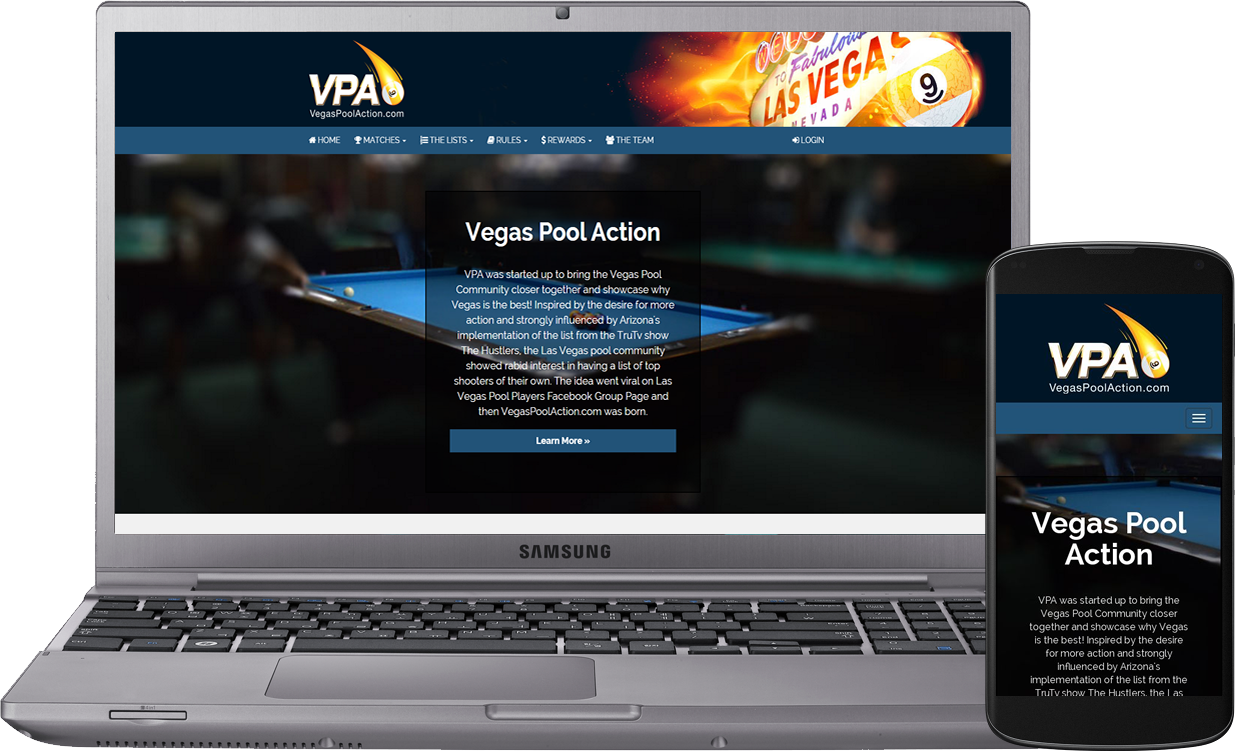 VPA
VegasPoolAction.com
TO Fabulous
LAS VEGAS
NEVADA
9
HOME MATCHES THE LISTS RULES $ REWARDS THE TEAM LOGIN
Vegas Pool Action
VPA was started up to bring the Vegas Pool
Community closer together and showcase why
Vegas is the best! Inspired by the desire for more
action and strongly influenced by Arizona's
implementation of the list from the TruTv show
The Hustlers, the Las Vegas pool community
showed rabid interest in having a list of top
shooters of their own. The idea went viral on Las
Vegas Pool Players Facebook Group Page and
then VegasPoolAction.com was born.
Learn More »
SAMSUNG
VPA
9
VegasPoolAction.com
Vegas Pool
Action
VPA was started up to bring the
Vegas Pool Community closer
together and showcase why Vegas
is the best! Inspired by the desire
for more action and strongly
influenced by Arizona's
implementation of the list from the
TruTv show The Hustlers, the Las